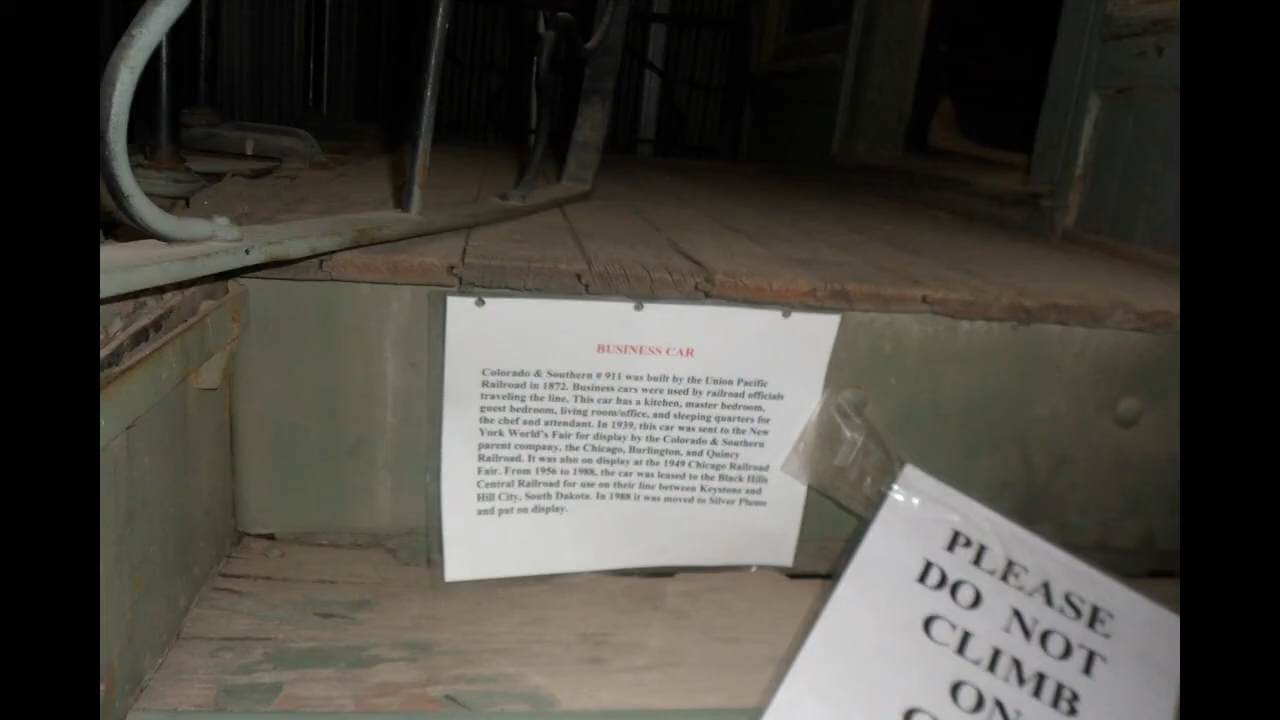 BUSINESS CAR
Colorado & Southern # 911 was built by the Union Pacific
Railroad in 1872. Business cars were used by railroad officials
traveling the line. This car has a kitchen, master bedroom,
guest bedroom, living room/office, and sleeping quarters for
the chef and attendant. In 1939, this car was sent to the New
York World's Fair for display by the Colorado & Southern
parent company, the Chicago, Burlington, and Quincy
Railroad. It was also on display at the 1949 Chicago Railroad
Fair. From 1956 to 1988, the car was leased to the Black Hills
Central Railroad for use on their line between Keystone and
Hill City, South Dakota. In 1988 it was moved to Silver Plume
and put on display.
PLEASE
DO NOT
CLIMB
ON